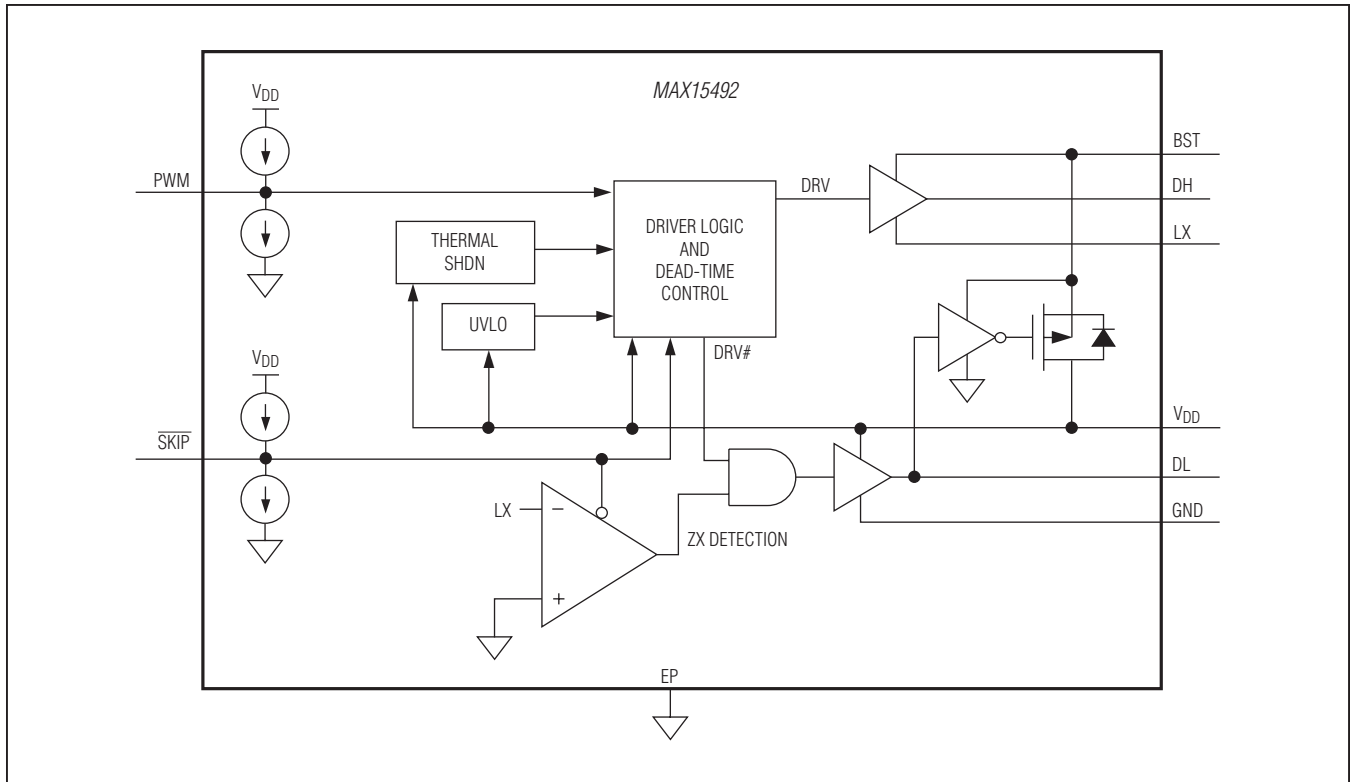 MAX15492
VDD
PWM
BST
DH
LX
DRV
THERMAL
SHDN
DRIVER LOGIC
AND
DEAD-TIME
CONTROL
UVLO
DRV#
VDD
SKIP
VDD
DL
GND
LX
−
+
ZX DETECTION
EP